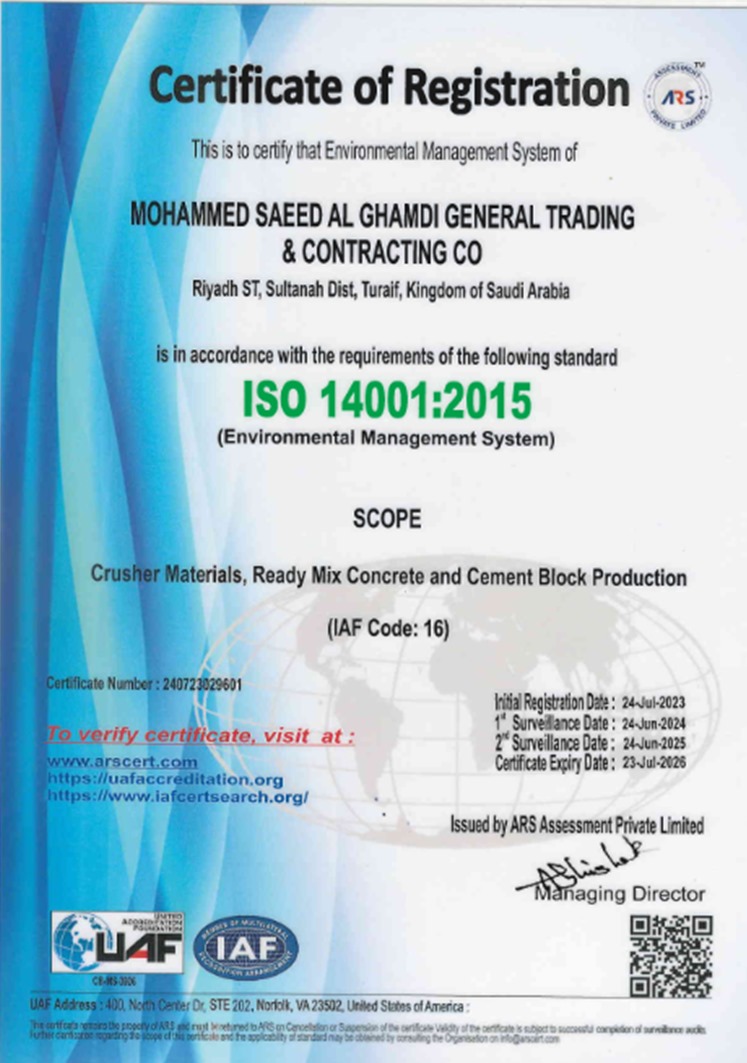 Certificate of Registration
ASSESSMENT
TM
ARS
PRIVATE LIMITED
This is to certify that Environmental Management System of
MOHAMMED SAEED AL GHAMDI GENERAL TRADING
& CONTRACTING CO
Riyadh ST, Sultanah Dist, Turaif, Kingdom of Saudi Arabia
is in accordance with the requirements of the following standard
ISO 14001:2015
(Environmental Management System)
SCOPE
Crusher Materials, Ready Mix Concrete and Cement Block Production
(IAF Code: 16)
Certificate Number : 240723029601
To verify certificate, visit at :
www.arscert.com
https://uafaccreditation.org
https://www.iafcertsearch.org/
Initial Registration Date : 24-Jul-2023
1st Surveillance Date : 24-Jun-2024
2nd Surveillance Date : 24-Jun-2025
Certificate Expiry Date : 23-Jul-2026
Issued by ARS Assessment Private Limited
Abhishek
Managing Director
UNITED
ACCREDITATION
FOUNDATION
UAF
CB-MS-3906
MEMBER OF MULTILATERAL
IAF
RECOGNITION ARRANGEMENT
UAF Address : 400, North Center Dr, STE 202, Norfolk, VA 23502, United States of America :
The certificate remains the property of ARS and must be returned to ARS on Cancellation or Suspension of the certificate Validity of the certificate is subject to successful completion of surveillance audits.
Further clarification regarding the scope of this certificate and the applicability of standard may be obtained by consulting the Organisation on info@arscert.com